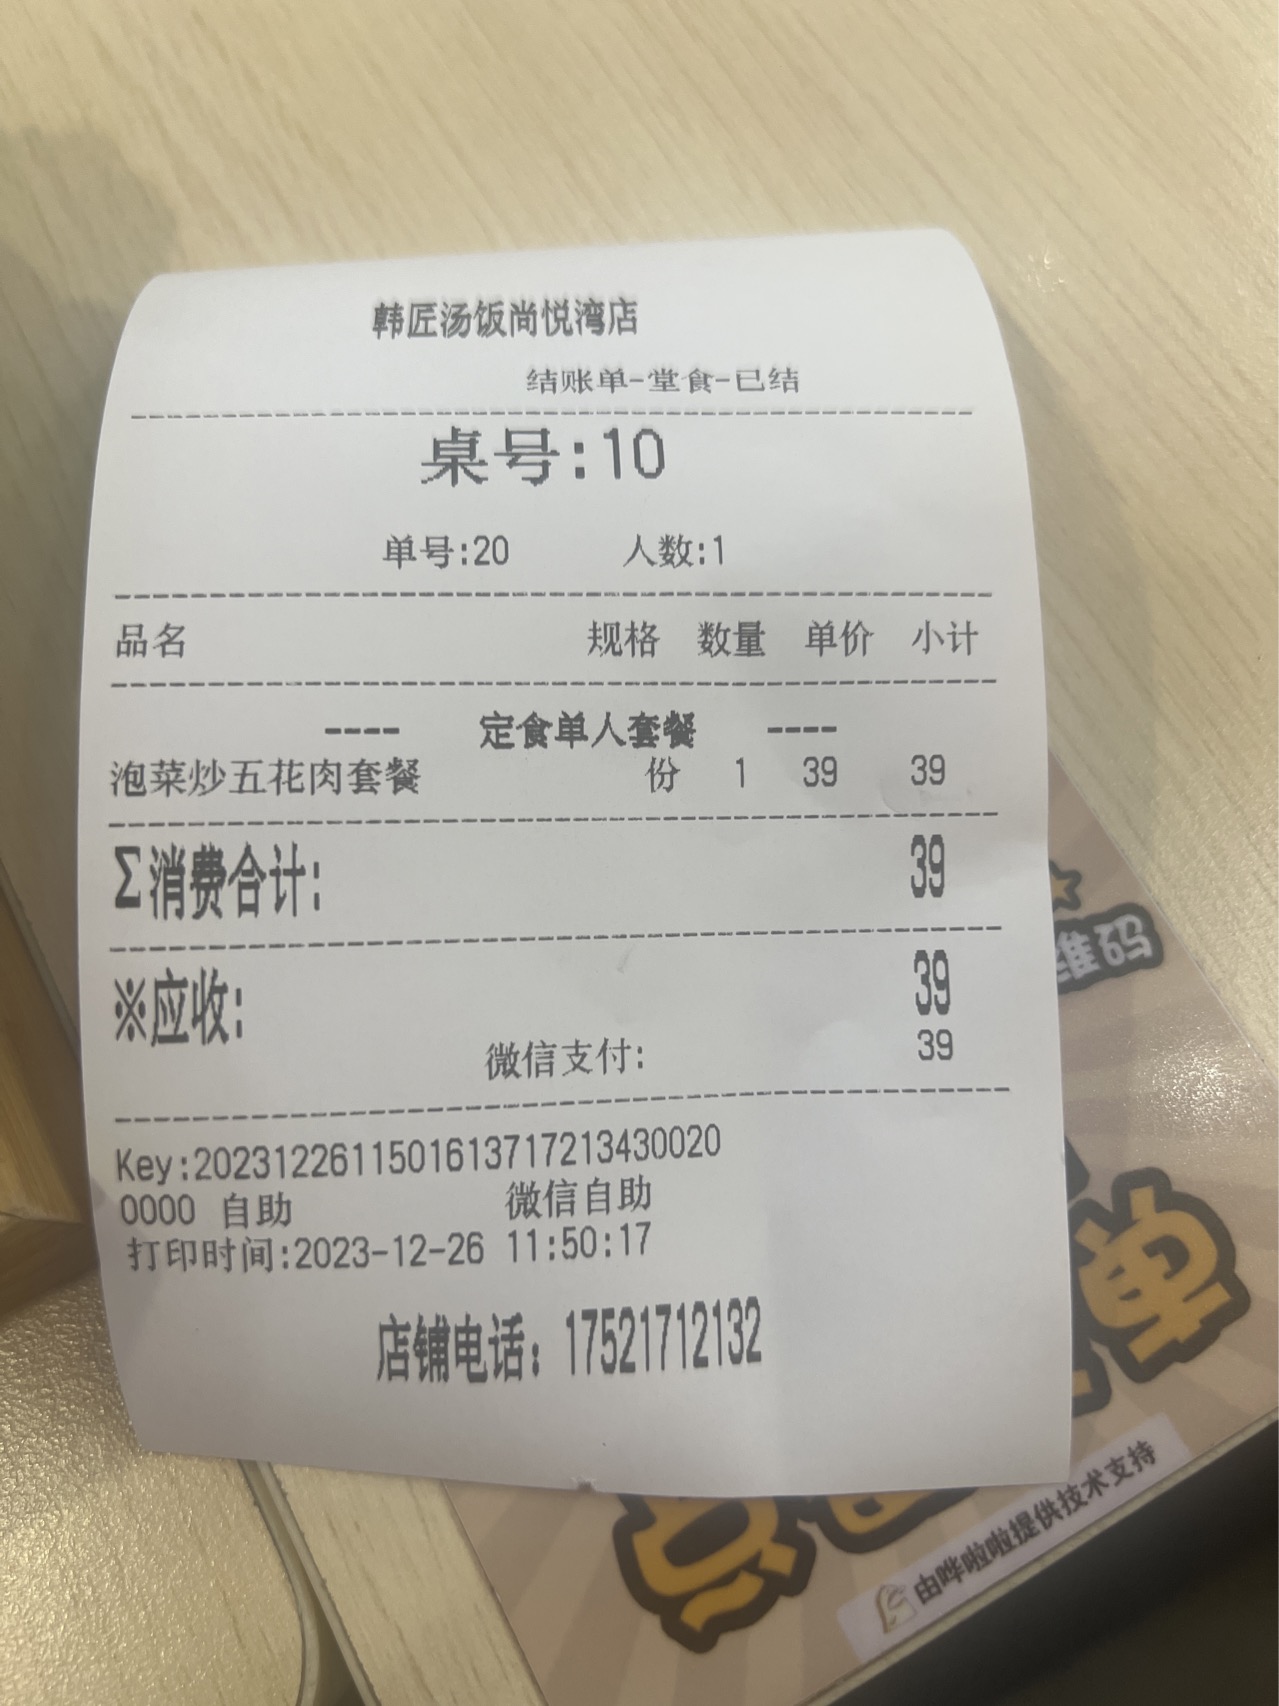 韩匠汤饭尚悦湾店
结账单-堂食-已结
桌号:10
单号:20 人数:1
品名 规格 数量 单价 小计
---- 定食单人套餐 ----
泡菜炒五花肉套餐 份 1 39 39
Σ消费合计: 39
※应收: 39
微信支付: 39
Key:202312261150161371721343002​0
0000 自助 微信自助
打印时间:2023-12-26 11:50:17
店铺电话：17521712132
维码
单
由哗啦啦提供技术支持